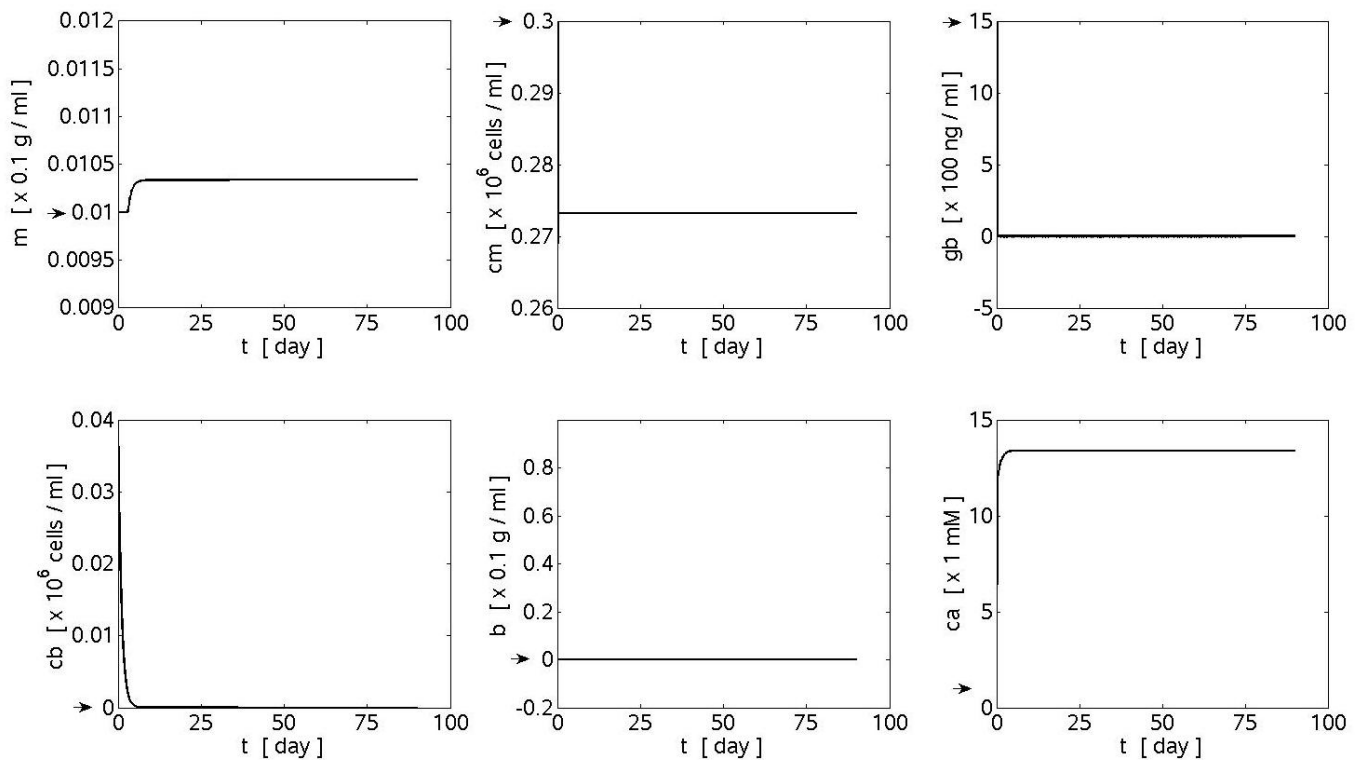 m [ x 0.1 g / ml ]
0.012
0.0115
0.011
0.0105
0.01
0.0095
0.009
0 25 50 75 100
t [ day ]
cm [ x 10^6 cells / ml ]
0.3
0.29
0.28
0.27
0.26
0 25 50 75 100
t [ day ]
gb [ x 100 ng / ml ]
15
10
5
0
-5
0 25 50 75 100
t [ day ]
cb [ x 10^6 cells / ml ]
0.04
0.03
0.02
0.01
0
0 25 50 75 100
t [ day ]
b [ x 0.1 g / ml ]
0.8
0.6
0.4
0.2
0
-0.2
0 25 50 75 100
t [ day ]
ca [ x 1 mM ]
15
10
5
0
0 25 50 75 100
t [ day ]